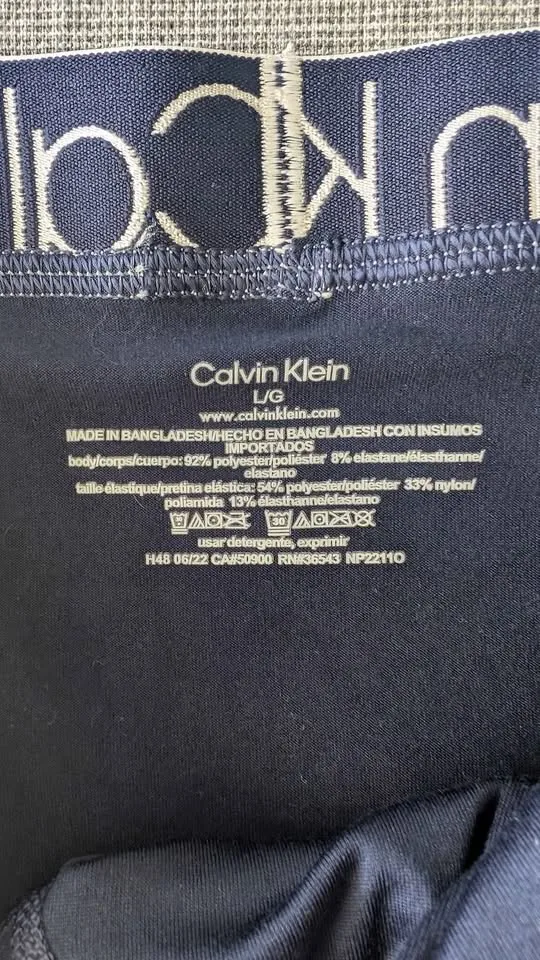 Calvin Klein
L/G
www.calvinklein.com
MADE IN BANGLADESH/HECHO EN BANGLADESH CON INSUMOS
IMPORTADOS
body/corps/cuerpo: 92% polyester/poliéster 8% elastane/élasthanne/
elastano
taille élastique/pretina elástica: 54% polyester/poliéster 33% nylon/
poliamida 13% élasthanne/elastano
30
usar detergente, exprimir
H48 06/22 CA#50900 RN#36543 NP2211O